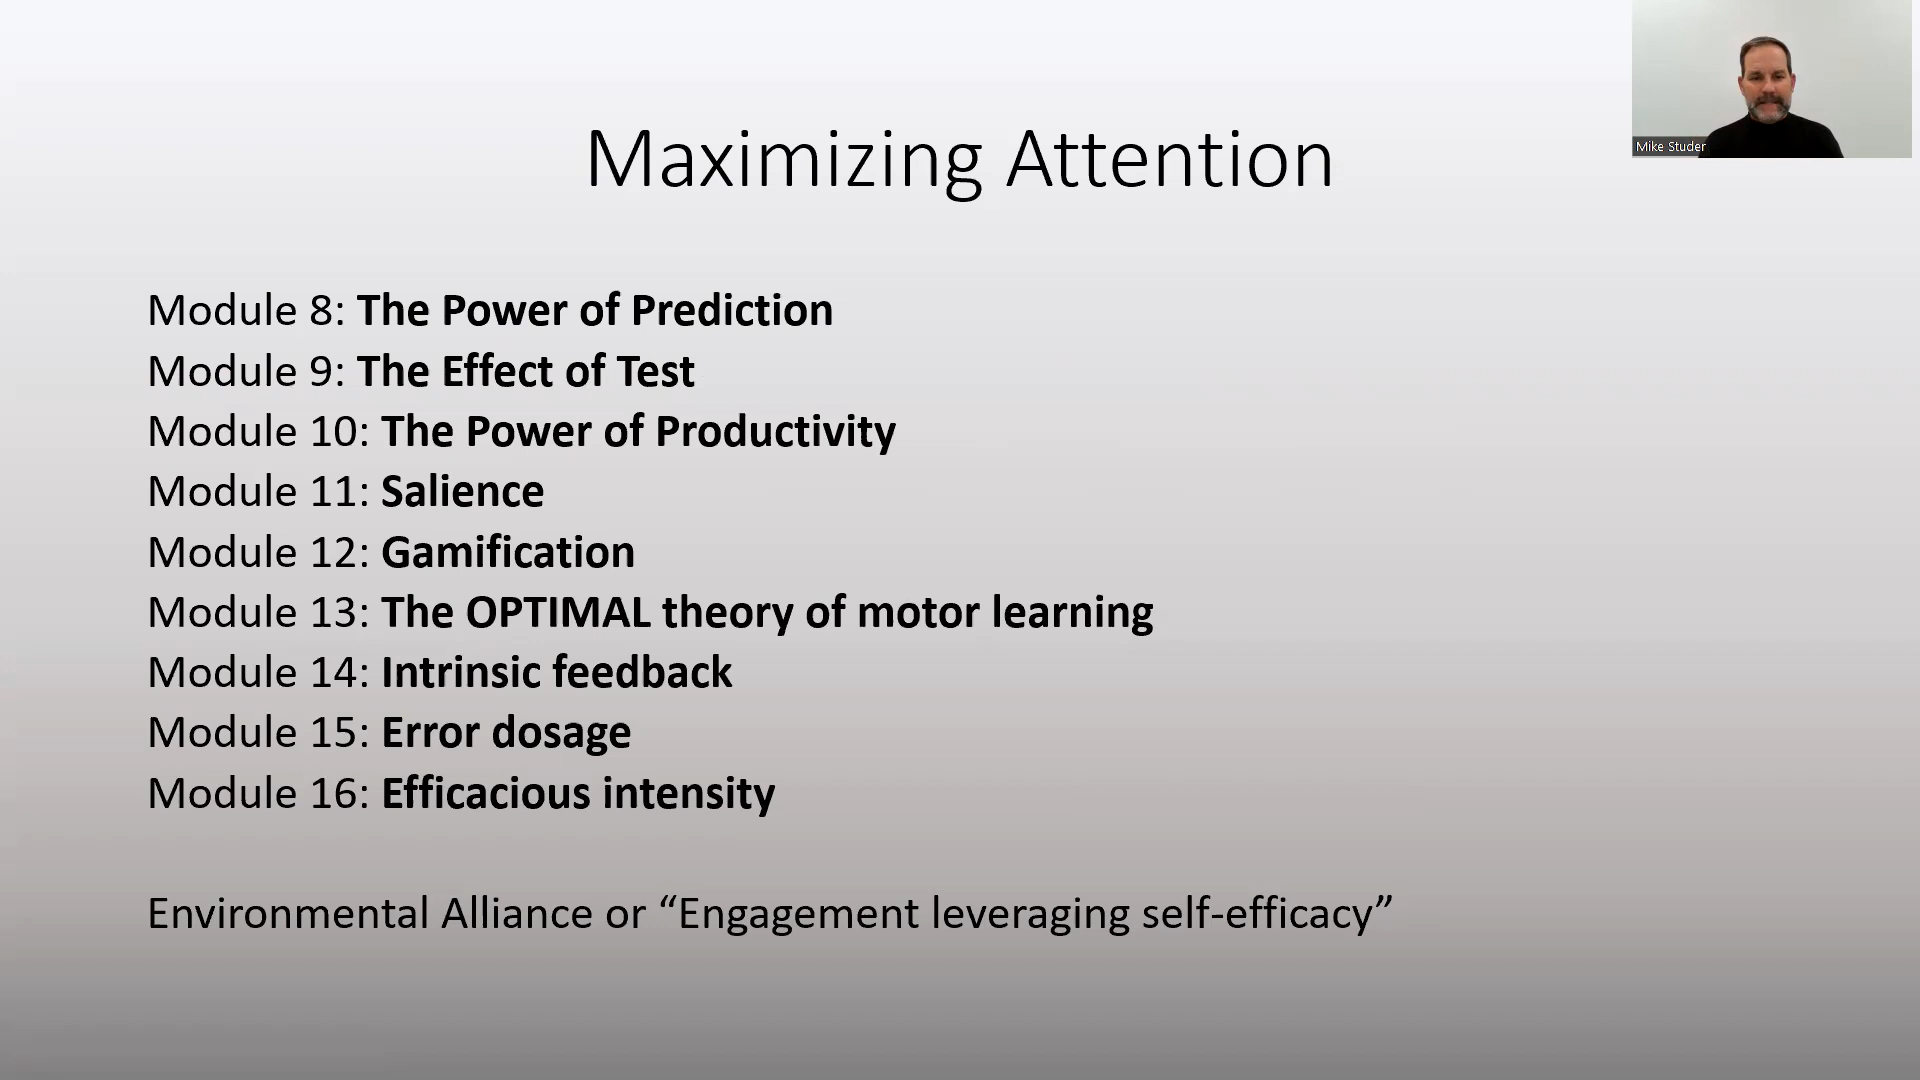 Mike Studer
Maximizing Attention
Module 8: The Power of Prediction
Module 9: The Effect of Test
Module 10: The Power of Productivity
Module 11: Salience
Module 12: Gamification
Module 13: The OPTIMAL theory of motor learning
Module 14: Intrinsic feedback
Module 15: Error dosage
Module 16: Efficacious intensity
Environmental Alliance or “Engagement leveraging self-efficacy”